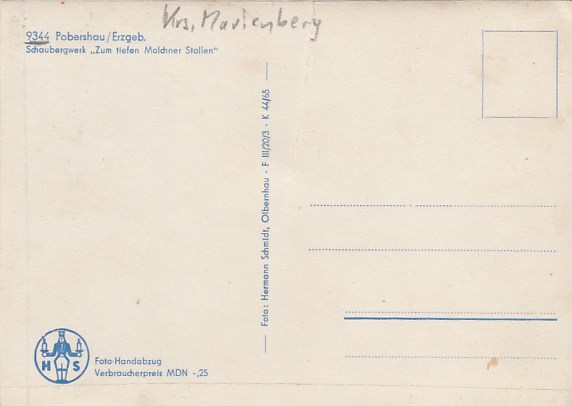 Krs. Marienberg
9344 Pobershau/Erzgeb.
Schaubergwerk „Zum tiefen Molchner Stollen"
Foto: Hermann Schmidt, Olbernhau - F III/20/3 - K 44/65
H S
Foto-Handabzug
Verbraucherpreis MDN -,25